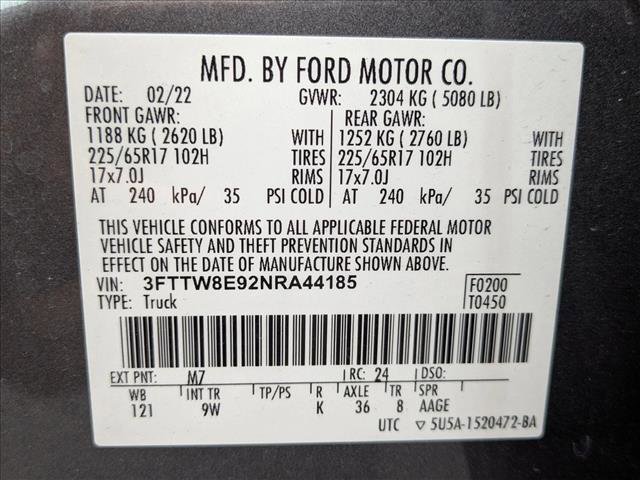 MFD. BY FORD MOTOR CO.
DATE: 02/22 GVWR: 2304 KG ( 5080 LB)
FRONT GAWR: REAR GAWR:
1188 KG ( 2620 LB) WITH 1252 KG ( 2760 LB) WITH
225/65R17 102H TIRES 225/65R17 102H TIRES
17x7.0J RIMS 17x7.0J RIMS
AT 240 kPa/ 35 PSI COLD AT 240 kPa/ 35 PSI COLD
THIS VEHICLE CONFORMS TO ALL APPLICABLE FEDERAL MOTOR
VEHICLE SAFETY AND THEFT PREVENTION STANDARDS IN
EFFECT ON THE DATE OF MANUFACTURE SHOWN ABOVE.
VIN: 3FTTW8E92NRA44185 F0200
TYPE: Truck T0450
EXT PNT: M7 RC: 24 DSO:
WB INT TR TP/PS R AXLE TR SPR
121 9W K 36 8 AAGE
UTC ▽ 5U5A-1520472-BA